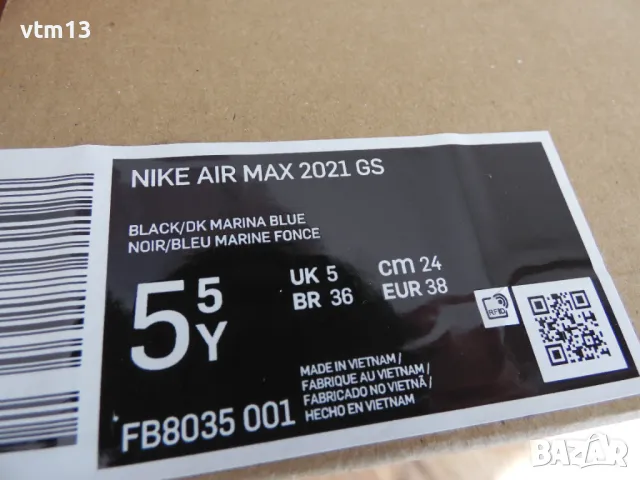 vtm13
NIKE AIR MAX 2021 GS
BLACK/DK MARINA BLUE
NOIR/BLEU MARINE FONCE
5 5 Y
UK 5
BR 36
cm 24
EUR 38
RFID
MADE IN VIETNAM /
FABRIQUE AU VIETNAM /
FABRICADO NO VIETNÃ /
HECHO EN VIETNAM
FB8035 001
BAZAR